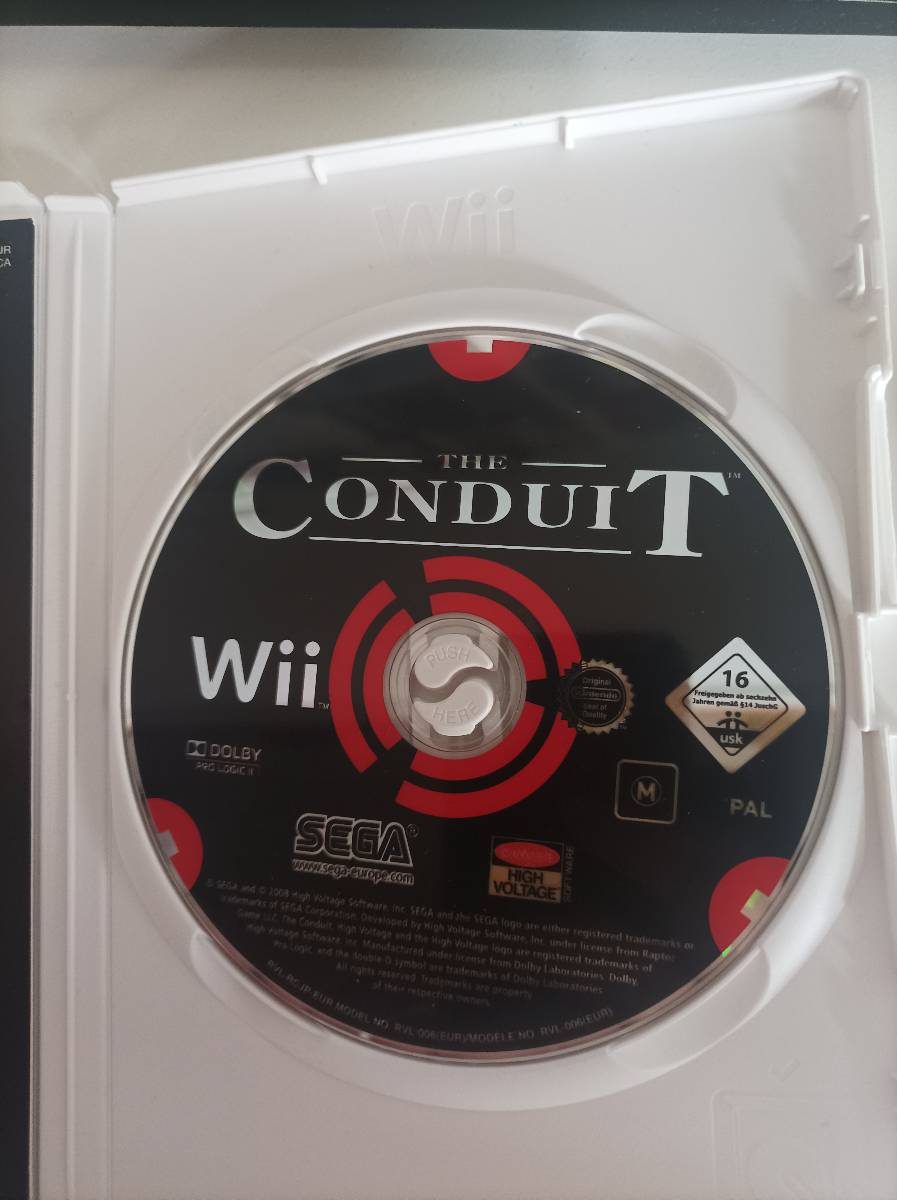 UR
CA
Wii
THE
CONDUIT™
Wii™
PUSH
HERE
Original
Nintendo
Seal of
Quality
16
Freigegeben ab sechzehn
Jahren gemäß §14 JuschG
usk
DOLBY
PRO LOGIC II
M
PAL
SEGA®
www.sega-europe.com
DANGER
HIGH
VOLTAGE
SOFTWARE
© SEGA and © 2009 High Voltage Software, Inc. SEGA and the SEGA logo are either registered trademarks or
trademarks of SEGA Corporation. Developed by High Voltage Software, Inc. under license from Raptor
Game LLC. The Conduit, High Voltage and the High Voltage logo are registered trademarks of
High Voltage Software, Inc. Manufactured under license from Dolby Laboratories. Dolby,
Pro Logic, and the double-D symbol are trademarks of Dolby Laboratories.
All rights reserved. Trademarks are property
of their respective owners.
RVL-RCJP-EUR MODEL NO. RVL-006(EUR)/MODELE NO. RVL-006(EUR)